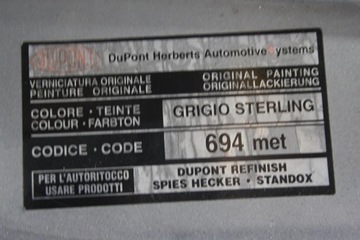 DUPONT DuPont Herberts Automotive Systems
VERNICIATURA ORIGINALE ORIGINAL PAINTING
PEINTURE ORIGINALE ORIGINALLACKIERUNG
COLORE · TEINTE GRIGIO STERLING
COLOUR · FARBTON
CODICE · CODE 694 met
PER L'AUTORITOCCO DUPONT REFINISH
USARE PRODOTTI SPIES HECKER · STANDOX